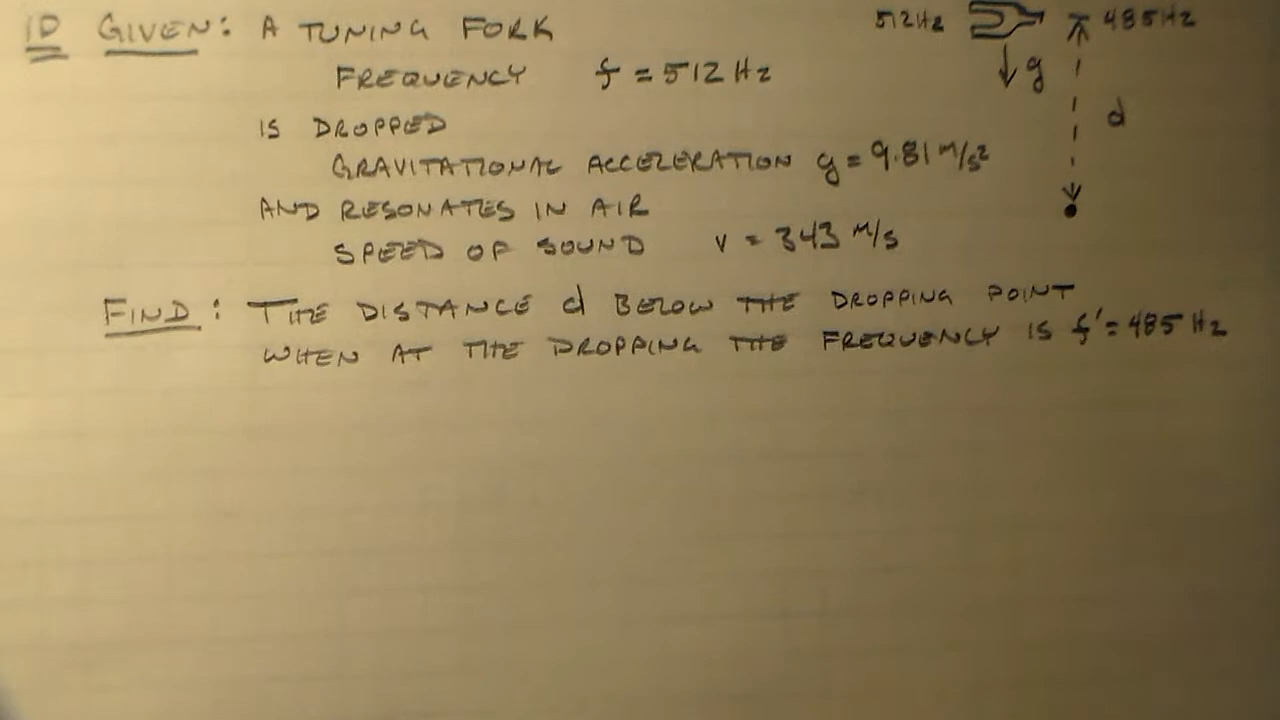 1D GIVEN: A TUNING FORK
512Hz 485Hz
FREQUENCY f = 512 Hz
g
IS DROPPED
d
GRAVITATIONAL ACCELERATION g = 9.81 m/s²
AND RESONATES IN AIR
SPEED OF SOUND v = 343 m/s
FIND: THE DISTANCE d BELOW THE DROPPING POINT
WHEN AT THE DROPPING THE FREQUENCY IS f' = 485 Hz